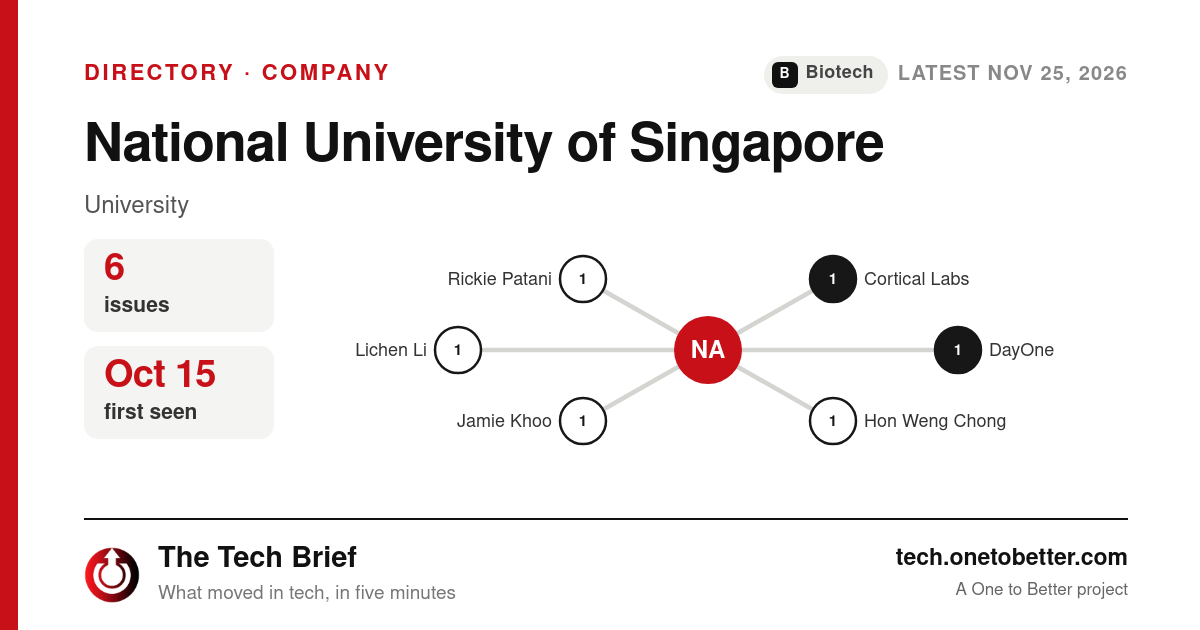 DIRECTORY · COMPANY
B Biotech LATEST NOV 25, 2026
National University of Singapore
University
6
issues
Oct 15
first seen
Rickie Patani 1
1 Cortical Labs
Lichen Li 1
NA
1 DayOne
Jamie Khoo 1
1 Hon Weng Chong
The Tech Brief
What moved in tech, in five minutes
tech.onetobetter.com
A One to Better project